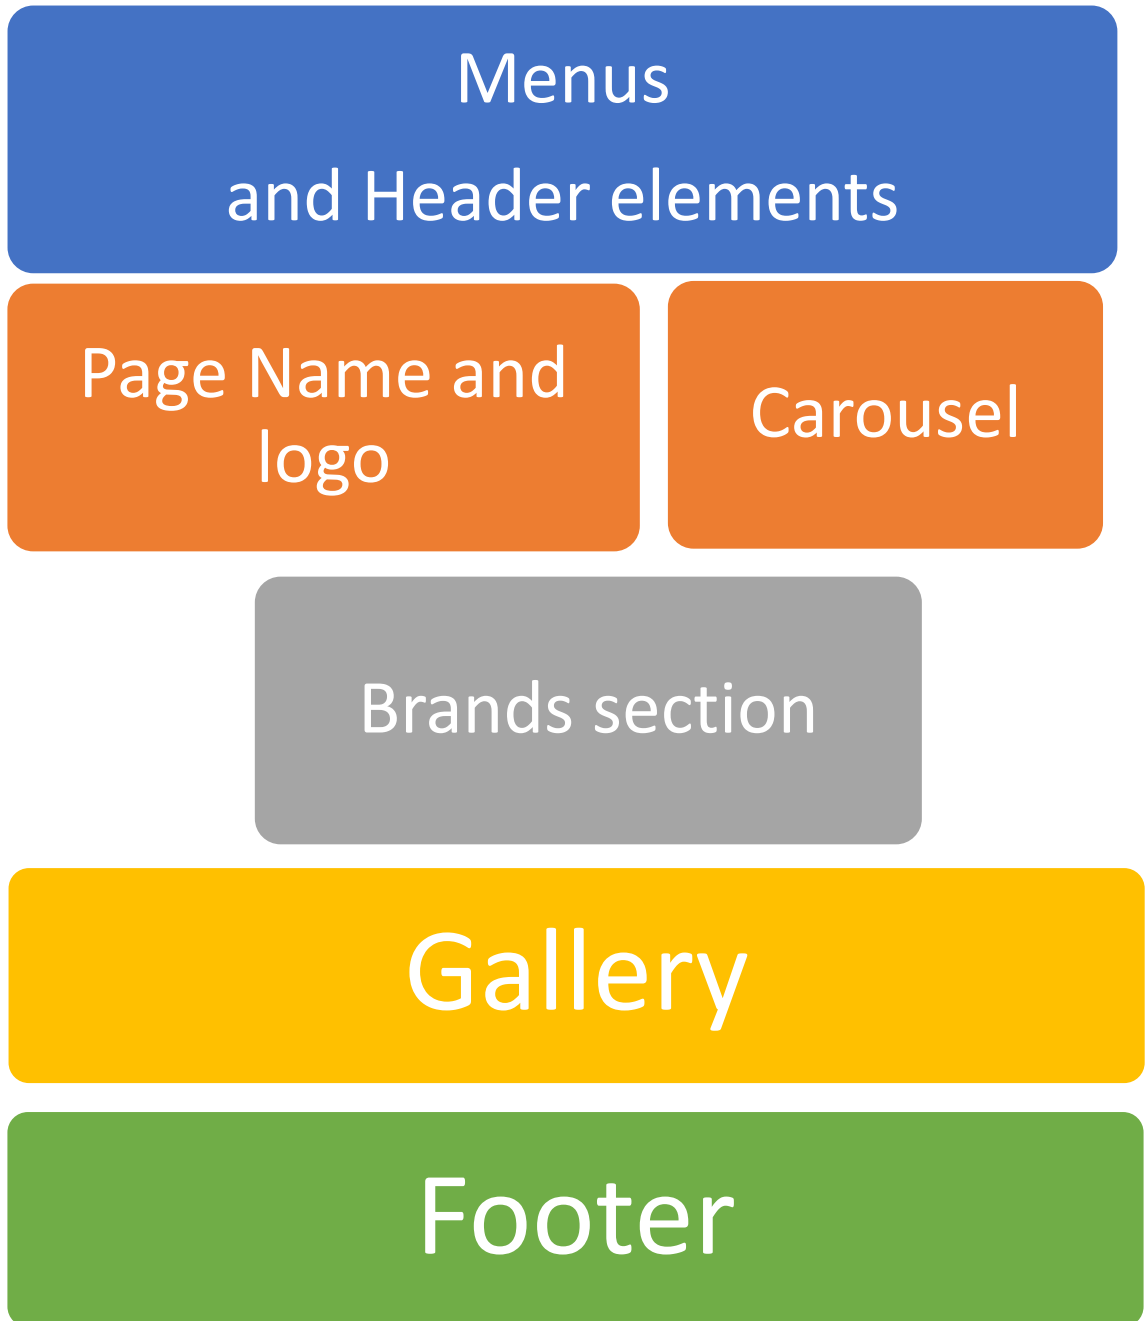 Menus
and Header elements
Page Name and
logo
Carousel
Brands section
Gallery
Footer